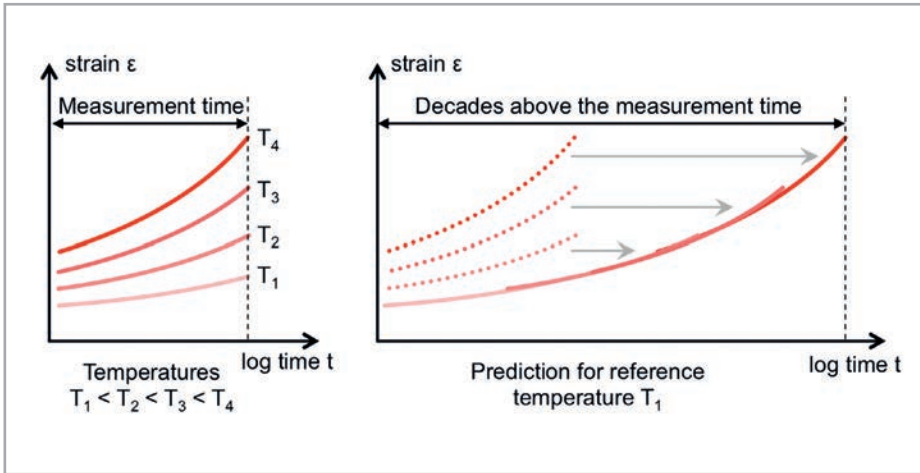 strain ε
Measurement time
T₄
T₃
T₂
T₁
log time t
Temperatures
T₁ < T₂ < T₃ < T₄
strain ε
Decades above the measurement time
log time t
Prediction for reference
temperature T₁